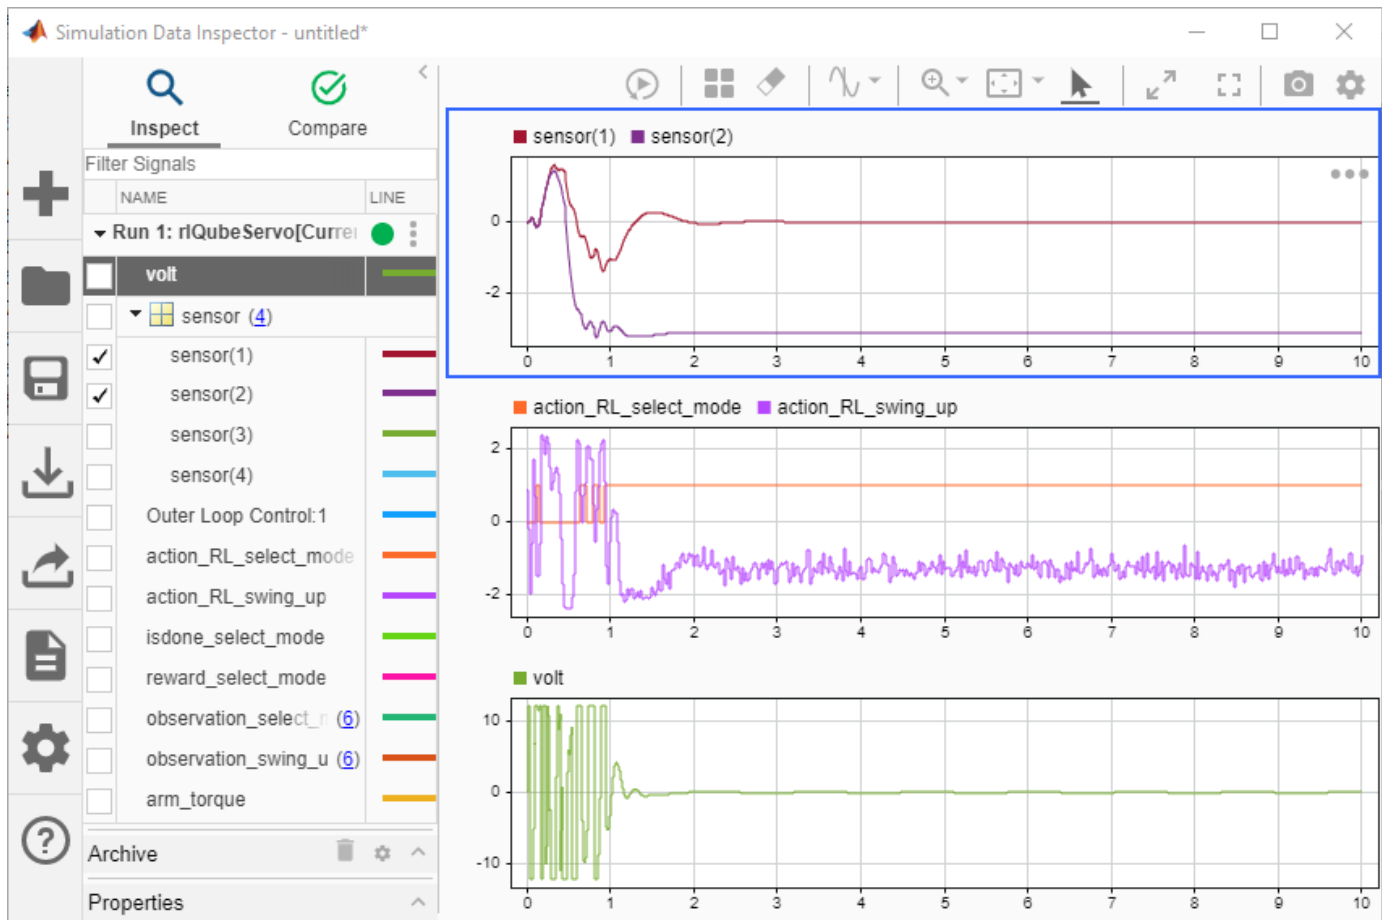 Simulation Data Inspector - untitled*
Inspect
Compare
Filter Signals
NAME
LINE
Run 1: rlQubeServo[Curre
volt
sensor (4)
sensor(1)
sensor(2)
sensor(3)
sensor(4)
Outer Loop Control:1
action_RL_select_mode
action_RL_swing_up
isdone_select_mode
reward_select_mode
observation_select_ (6)
observation_swing_u (6)
arm_torque
Archive
Properties
sensor(1) sensor(2)
0
-2
0 1 2 3 4 5 6 7 8 9 10
action_RL_select_mode action_RL_swing_up
2
0
-2
0 1 2 3 4 5 6 7 8 9 10
volt
10
0
-10
0 1 2 3 4 5 6 7 8 9 10